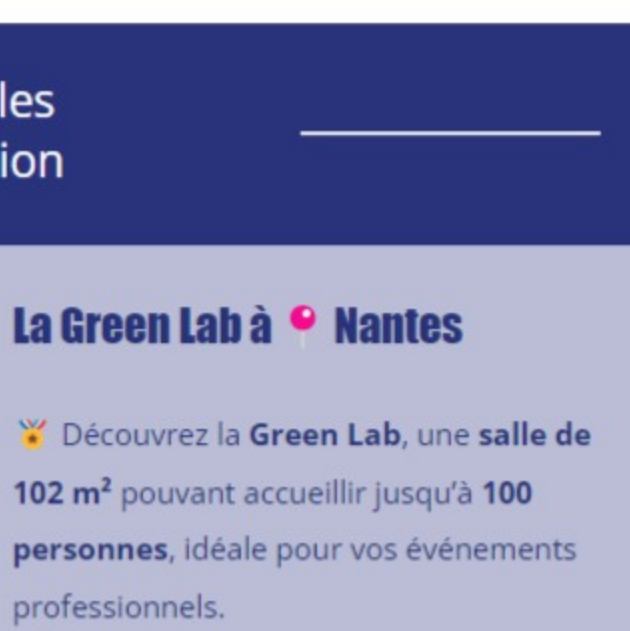 les
ion
La Green Lab à 📍 Nantes
🏅 Découvrez la Green Lab, une salle de
102 m² pouvant accueillir jusqu’à 100
personnes, idéale pour vos événements
professionnels.